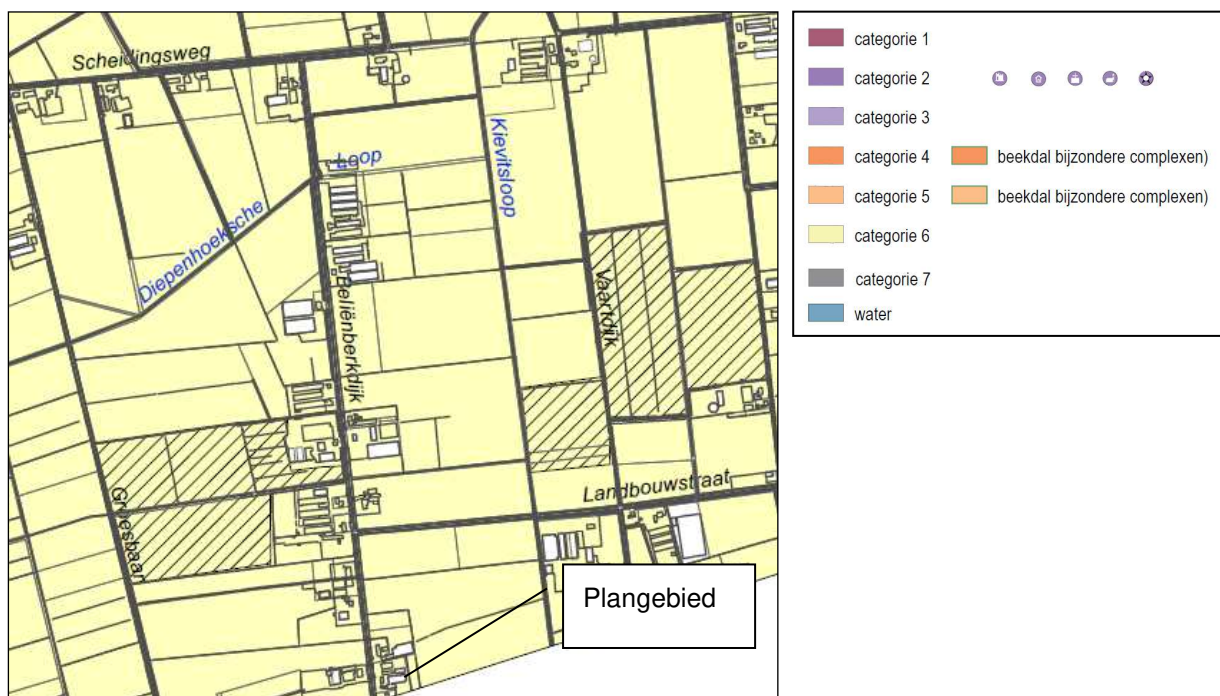 Scheidingsweg
Loop
Kievitsloop
Diepenhoeksche
Beliënberkdijk
Vaartdijk
Landbouwstraat
Plangebied
categorie 1
categorie 2
categorie 3
categorie 4
beekdal bijzondere complexen)
categorie 5
beekdal bijzondere complexen)
categorie 6
categorie 7
water